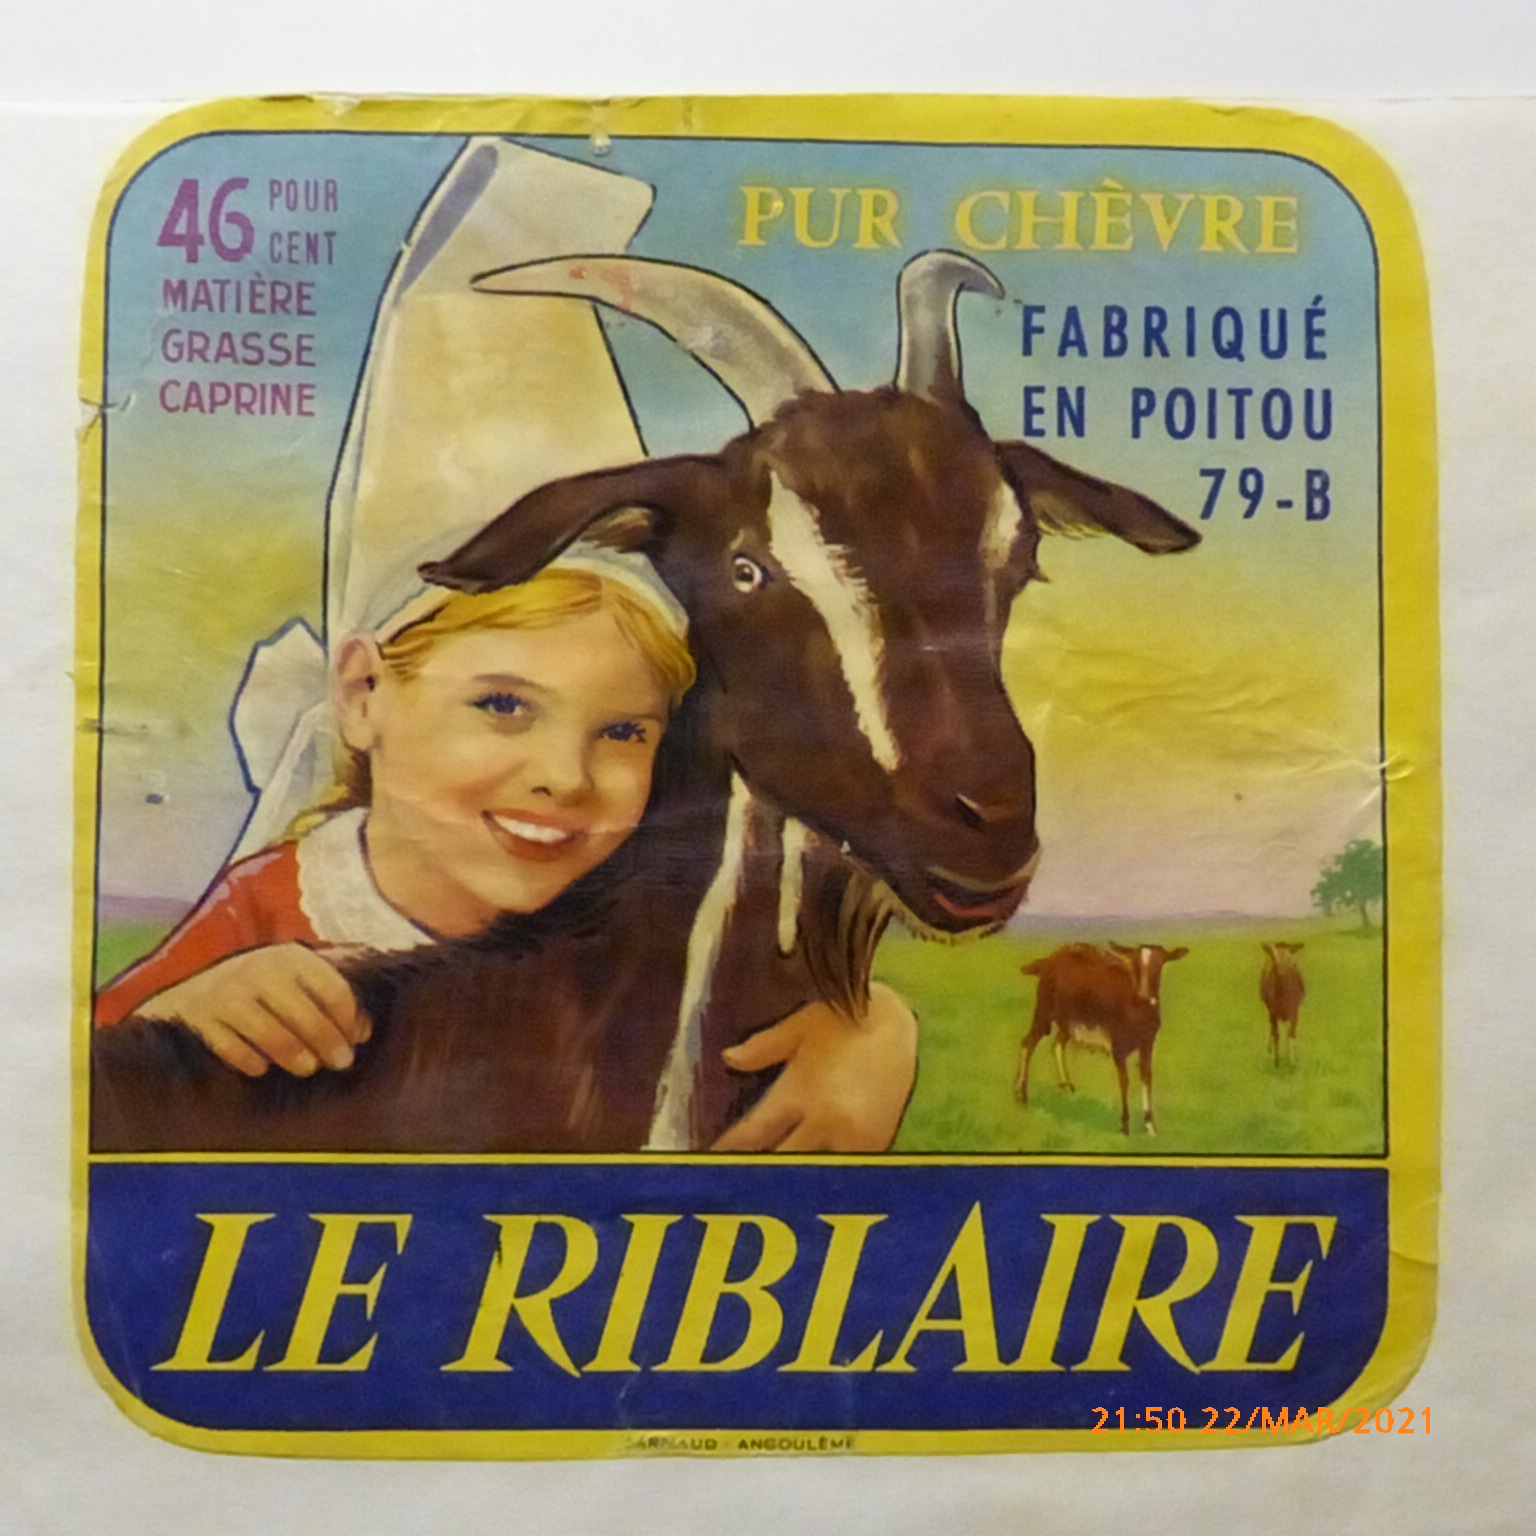 46 POUR CENT
MATIÈRE
GRASSE
CAPRINE
PUR CHÈVRE
FABRIQUÉ
EN POITOU
79-B
LE RIBLAIRE
ANGOULÊME
21:50 22/MAR/2021